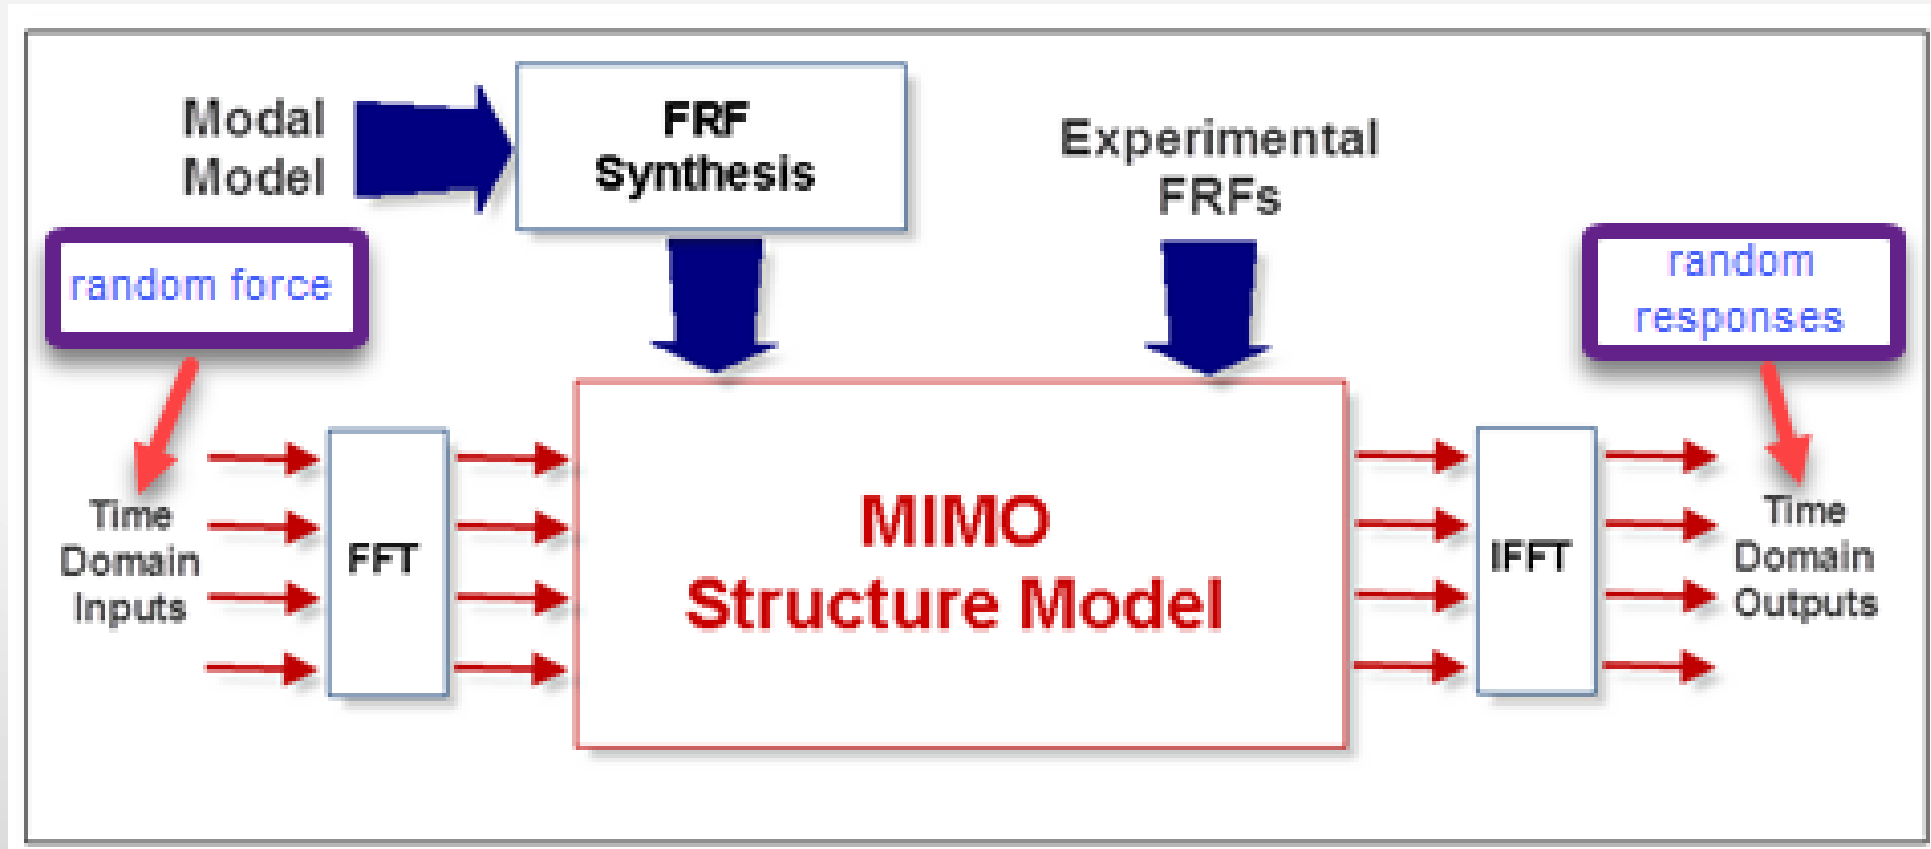 Modal
Model
FRF
Synthesis
Experimental
FRFs
random force
random
responses
Time
Domain
Inputs
FFT
MIMO
Structure Model
IFFT
Time
Domain
Outputs